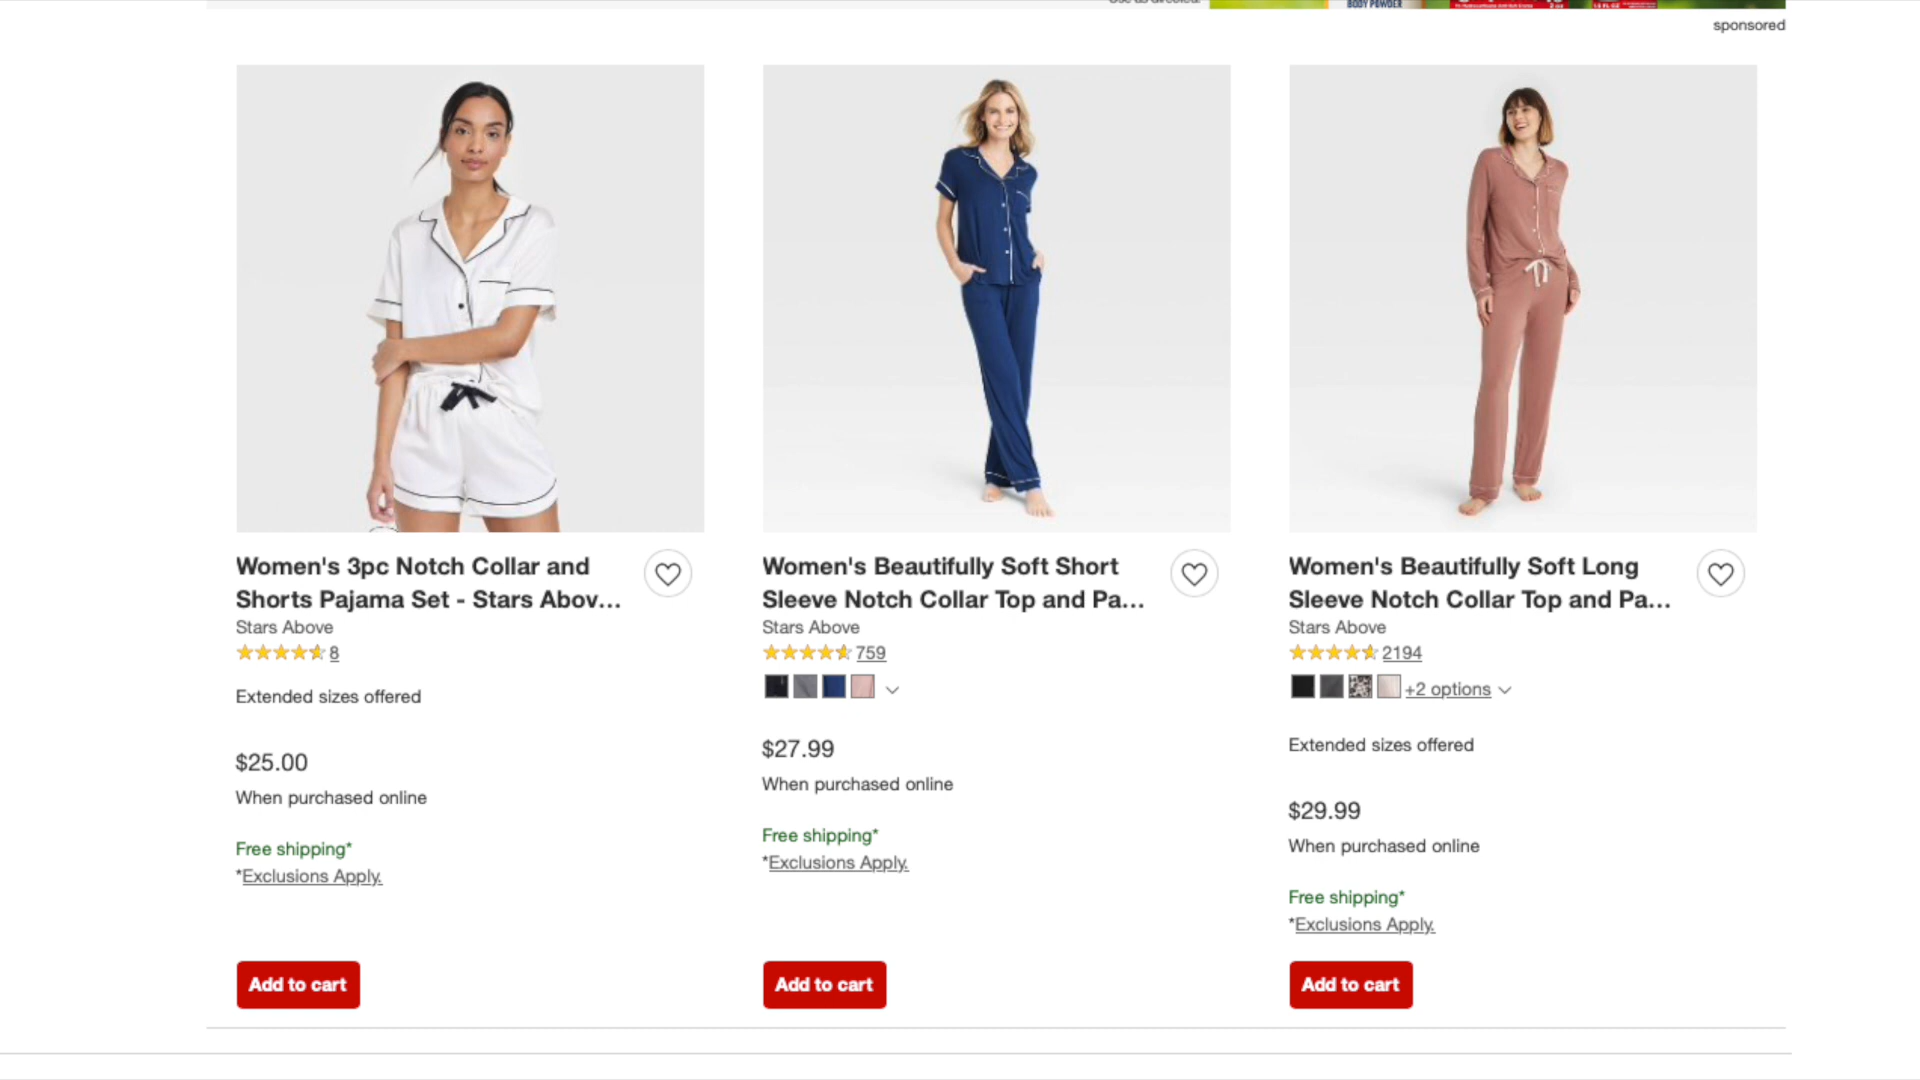 BODY POWDER
sponsored
Women's 3pc Notch Collar and
Shorts Pajama Set - Stars Abov...
Stars Above
8
Extended sizes offered
$25.00
When purchased online
Free shipping*
*Exclusions Apply.
Add to cart
Women's Beautifully Soft Short
Sleeve Notch Collar Top and Pa...
Stars Above
759
$27.99
When purchased online
Free shipping*
*Exclusions Apply.
Add to cart
Women's Beautifully Soft Long
Sleeve Notch Collar Top and Pa...
Stars Above
2194
+2 options
Extended sizes offered
$29.99
When purchased online
Free shipping*
*Exclusions Apply.
Add to cart